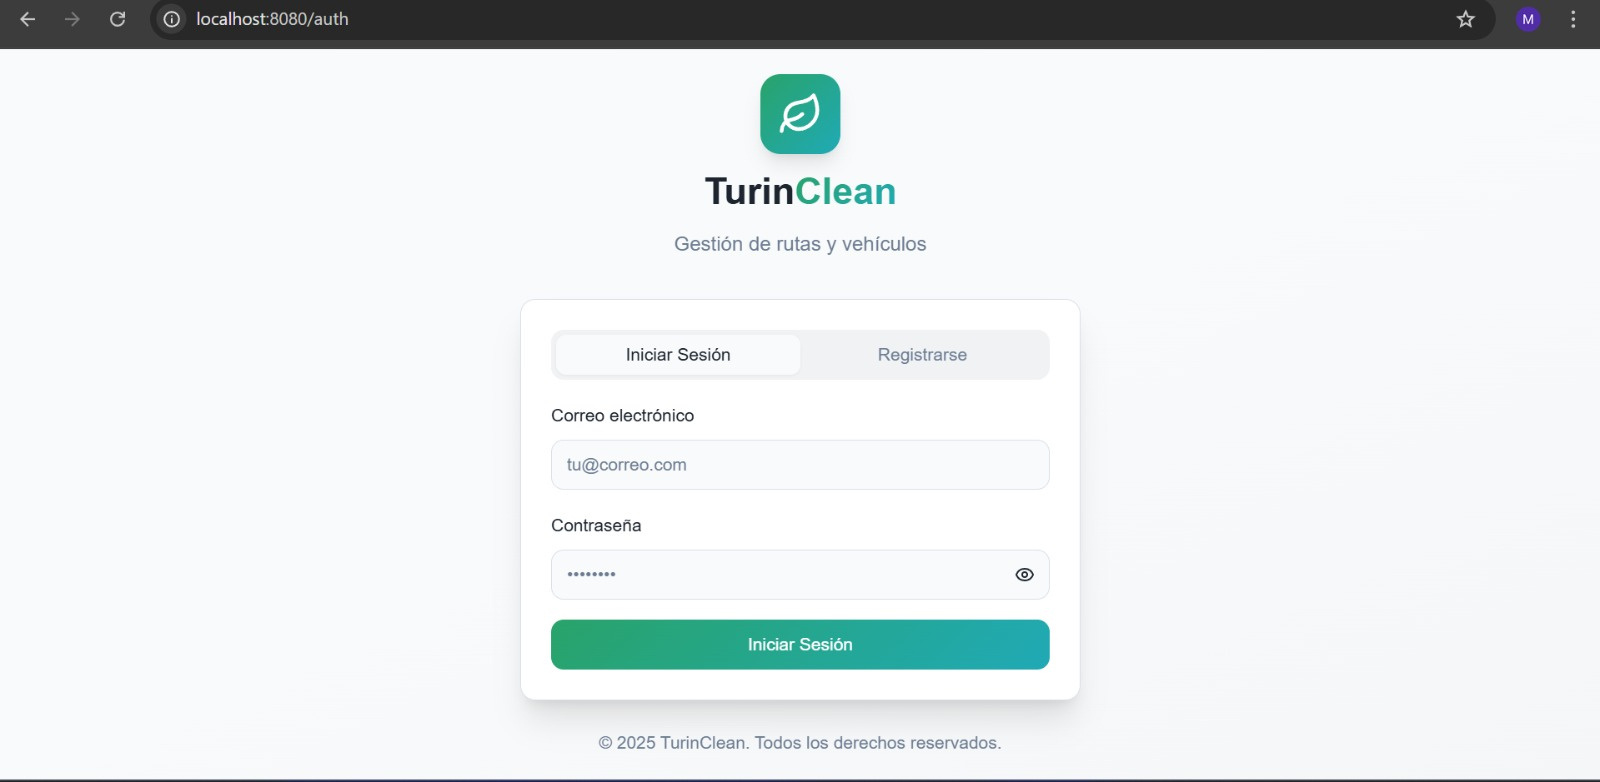 localhost:8080/auth
M
TurinClean
Gestión de rutas y vehículos
Iniciar Sesión
Registrarse
Correo electrónico
tu@correo.com
Contraseña
••••••••
Iniciar Sesión
© 2025 TurinClean. Todos los derechos reservados.